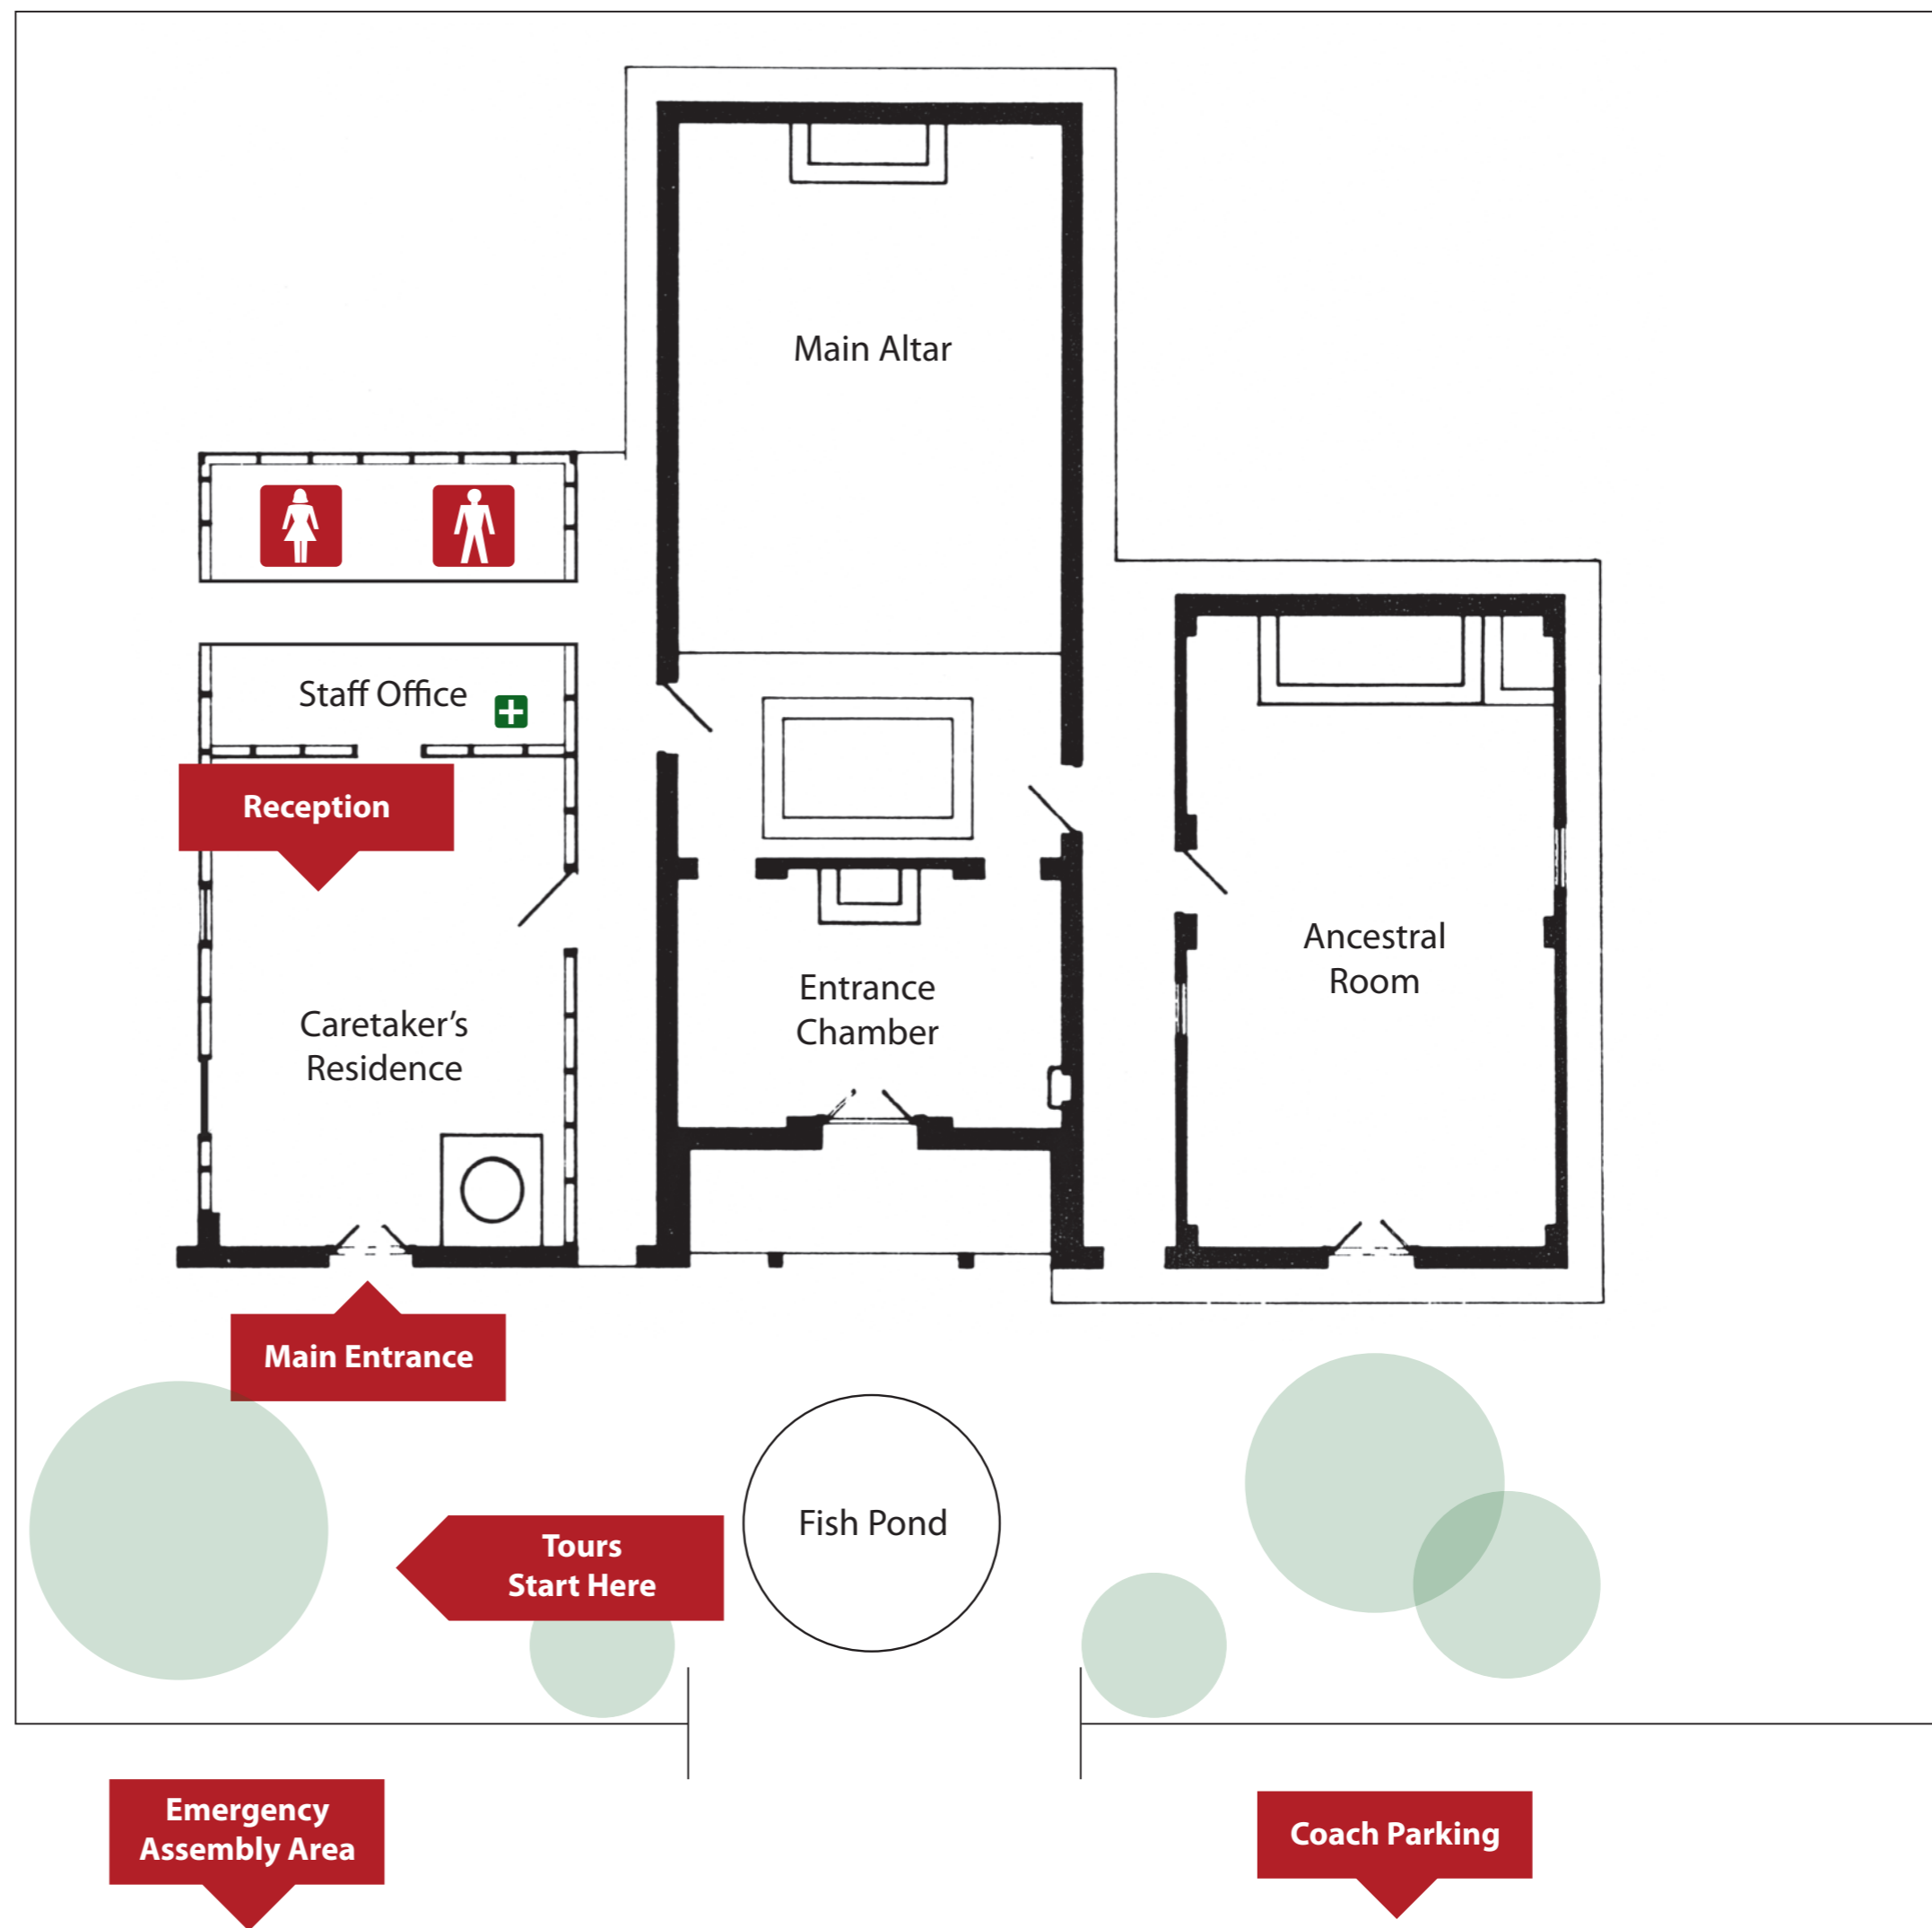 Main Altar
Staff Office
Reception
Ancestral
Room
Entrance
Chamber
Caretaker’s
Residence
Main Entrance
Fish Pond
Tours
Start Here
Emergency
Assembly Area
Coach Parking